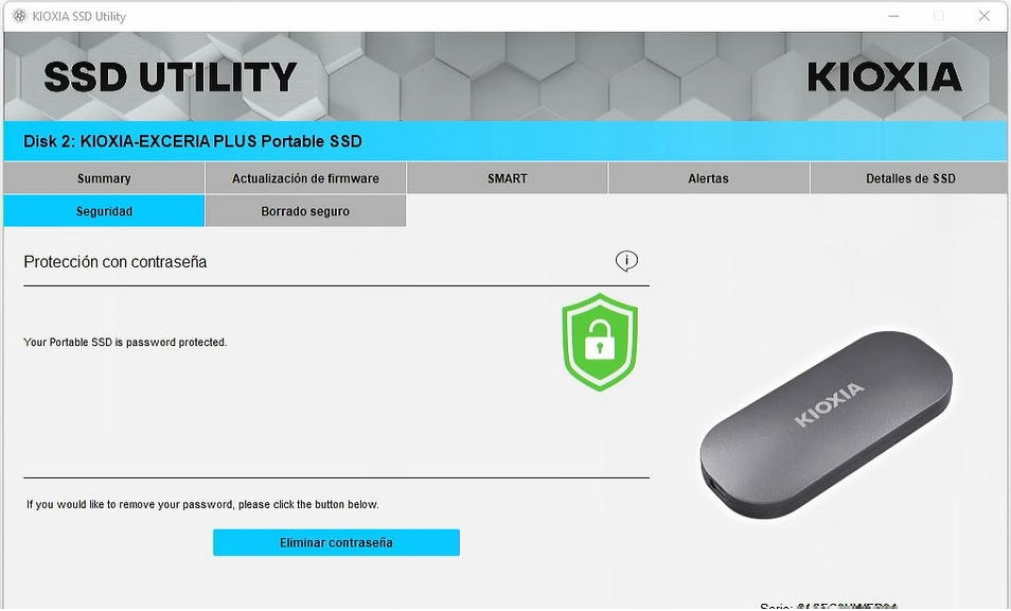 KIOXIA SSD Utility
SSD UTILITY
KIOXIA
Disk 2: KIOXIA-EXCERIA PLUS Portable SSD
Summary
Actualización de firmware
SMART
Alertas
Detalles de SSD
Seguridad
Borrado seguro
Protección con contraseña
Your Portable SSD is password protected.
KIOXIA
If you would like to remove your password, please click the button below.
Eliminar contraseña
Serie: